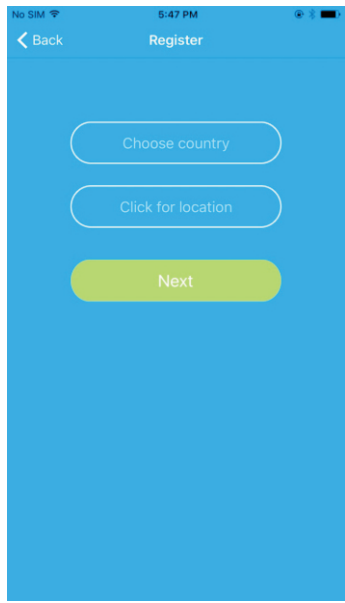 No SIM 5:47 PM
Back Register
Choose country
Click for location
Next